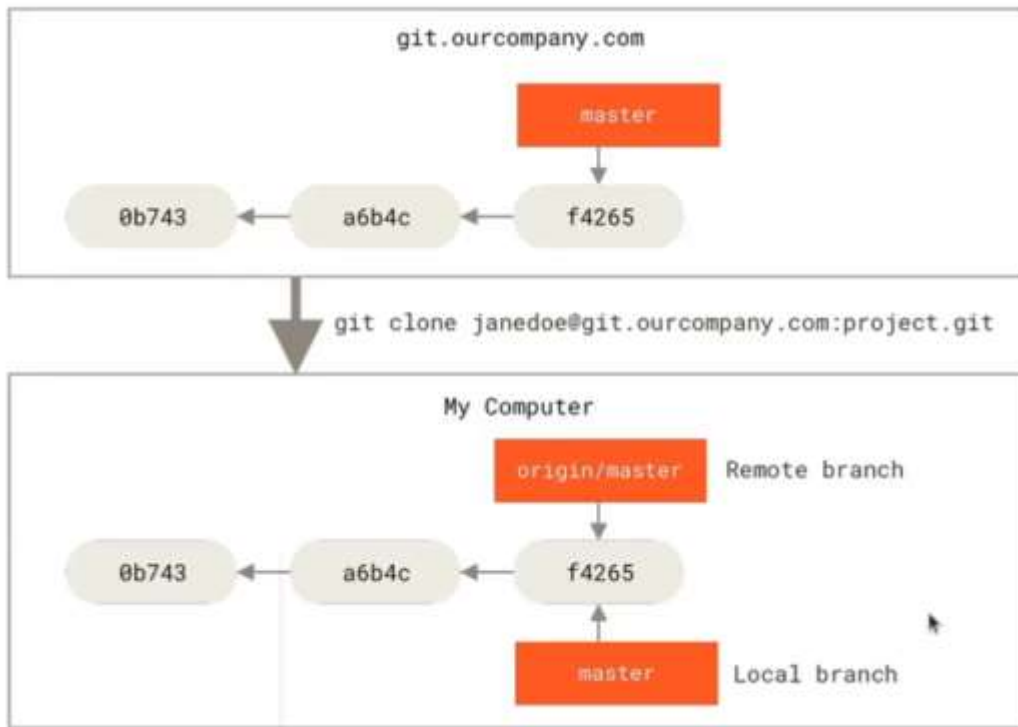 git.ourcompany.com
master
0b743 a6b4c f4265
git clone janedoe@git.ourcompany.com:project.git
My Computer
origin/master Remote branch
0b743 a6b4c f4265
master Local branch